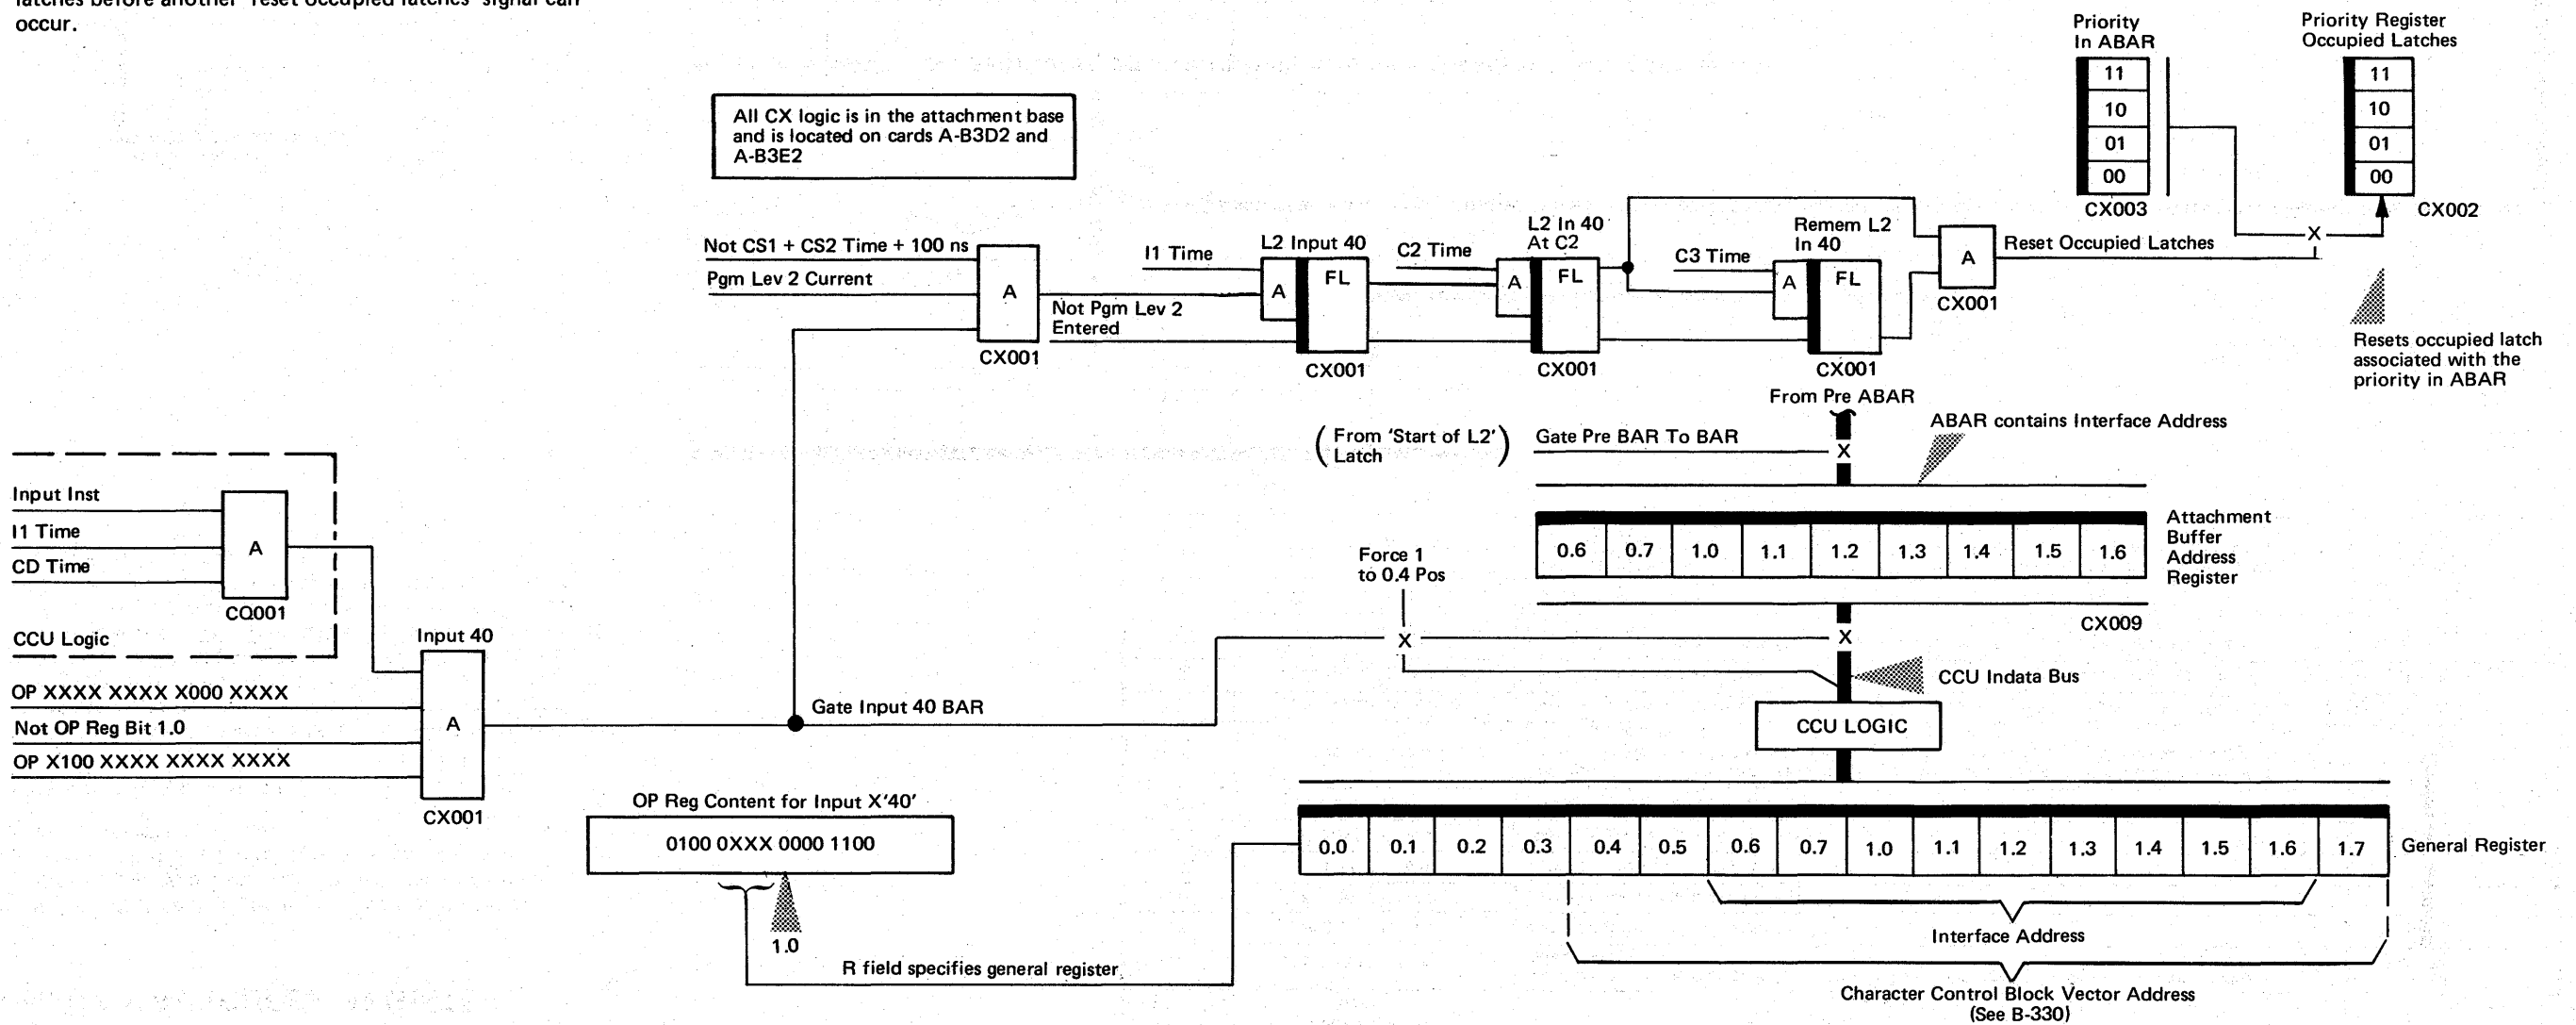 latches before another 'reset occupied latches' signal can
occur.
Priority
In ABAR
11
10
01
00
CX003
Priority Register
Occupied Latches
11
10
01
00
CX002
All CX logic is in the attachment base
and is located on cards A-B3D2 and
A-B3E2
Not CS1 + CS2 Time + 100 ns
Pgm Lev 2 Current
A
CX001
I1 Time
Not Pgm Lev 2
Entered
L2 Input 40
A
FL
CX001
C2 Time
L2 In 40
At C2
A
FL
CX001
C3 Time
Remem L2
In 40
A
FL
CX001
A
CX001
Reset Occupied Latches
X
Resets occupied latch
associated with the
priority in ABAR
From Pre ABAR
(From 'Start of L2')
Latch
Gate Pre BAR To BAR
X
ABAR contains Interface Address
0.6 0.7 1.0 1.1 1.2 1.3 1.4 1.5 1.6
Attachment
Buffer
Address
Register
CX009
Input Inst
I1 Time
CD Time
A
CQ001
CCU Logic
Input 40
OP XXXX XXXX X000 XXXX
Not OP Reg Bit 1.0
OP X100 XXXX XXXX XXXX
A
CX001
Gate Input 40 BAR
Force 1
to 0.4 Pos
X
X
CCU Indata Bus
CCU LOGIC
OP Reg Content for Input X'40'
0100 0XXX 0000 1100
1.0
R field specifies general register
0.0 0.1 0.2 0.3 0.4 0.5 0.6 0.7 1.0 1.1 1.2 1.3 1.4 1.5 1.6 1.7
General Register
Interface Address
Character Control Block Vector Address
(See B-330)